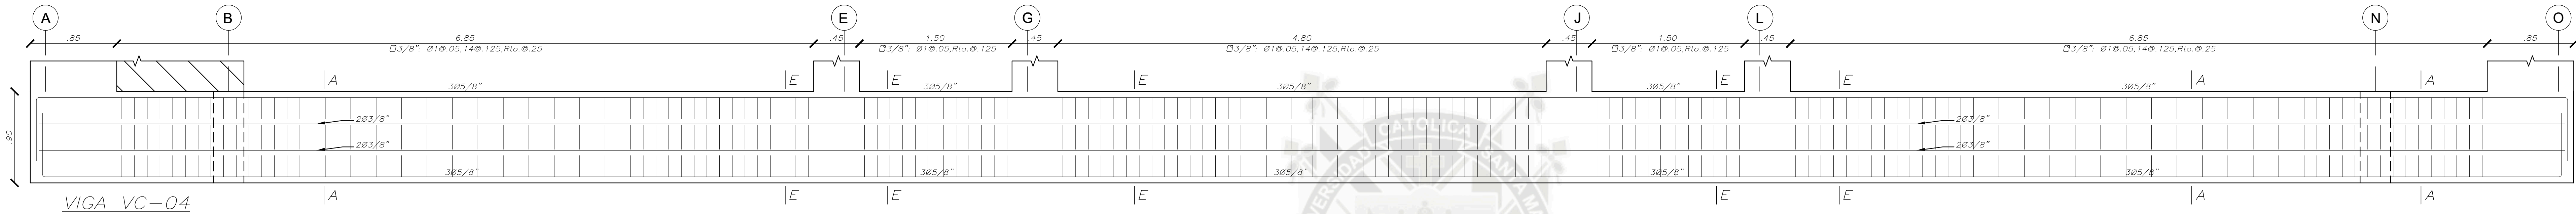 A B E G J L N O
.85 6.85 .45 1.50 .45 4.80 .45 1.50 .45 6.85 .85
3/8": Ø1@.05,14@.125,Rto.@.25 3/8": Ø1@.05,Rto.@.125 3/8": Ø1@.05,14@.125,Rto.@.25 3/8": Ø1@.05,Rto.@.125 3/8": Ø1@.05,14@.125,Rto.@.25
A E E E E E A A
3Ø5/8" 3Ø5/8" 3Ø5/8" 3Ø5/8" 3Ø5/8"
2Ø3/8" 2Ø3/8"
.90
CATOLICA
2Ø3/8" 2Ø3/8"
UNIVERSIDAD SANTA MA
3Ø5/8" 3Ø5/8" 3Ø5/8" 3Ø5/8" 3Ø5/8"
A E E E E E A A
VIGA VC-04